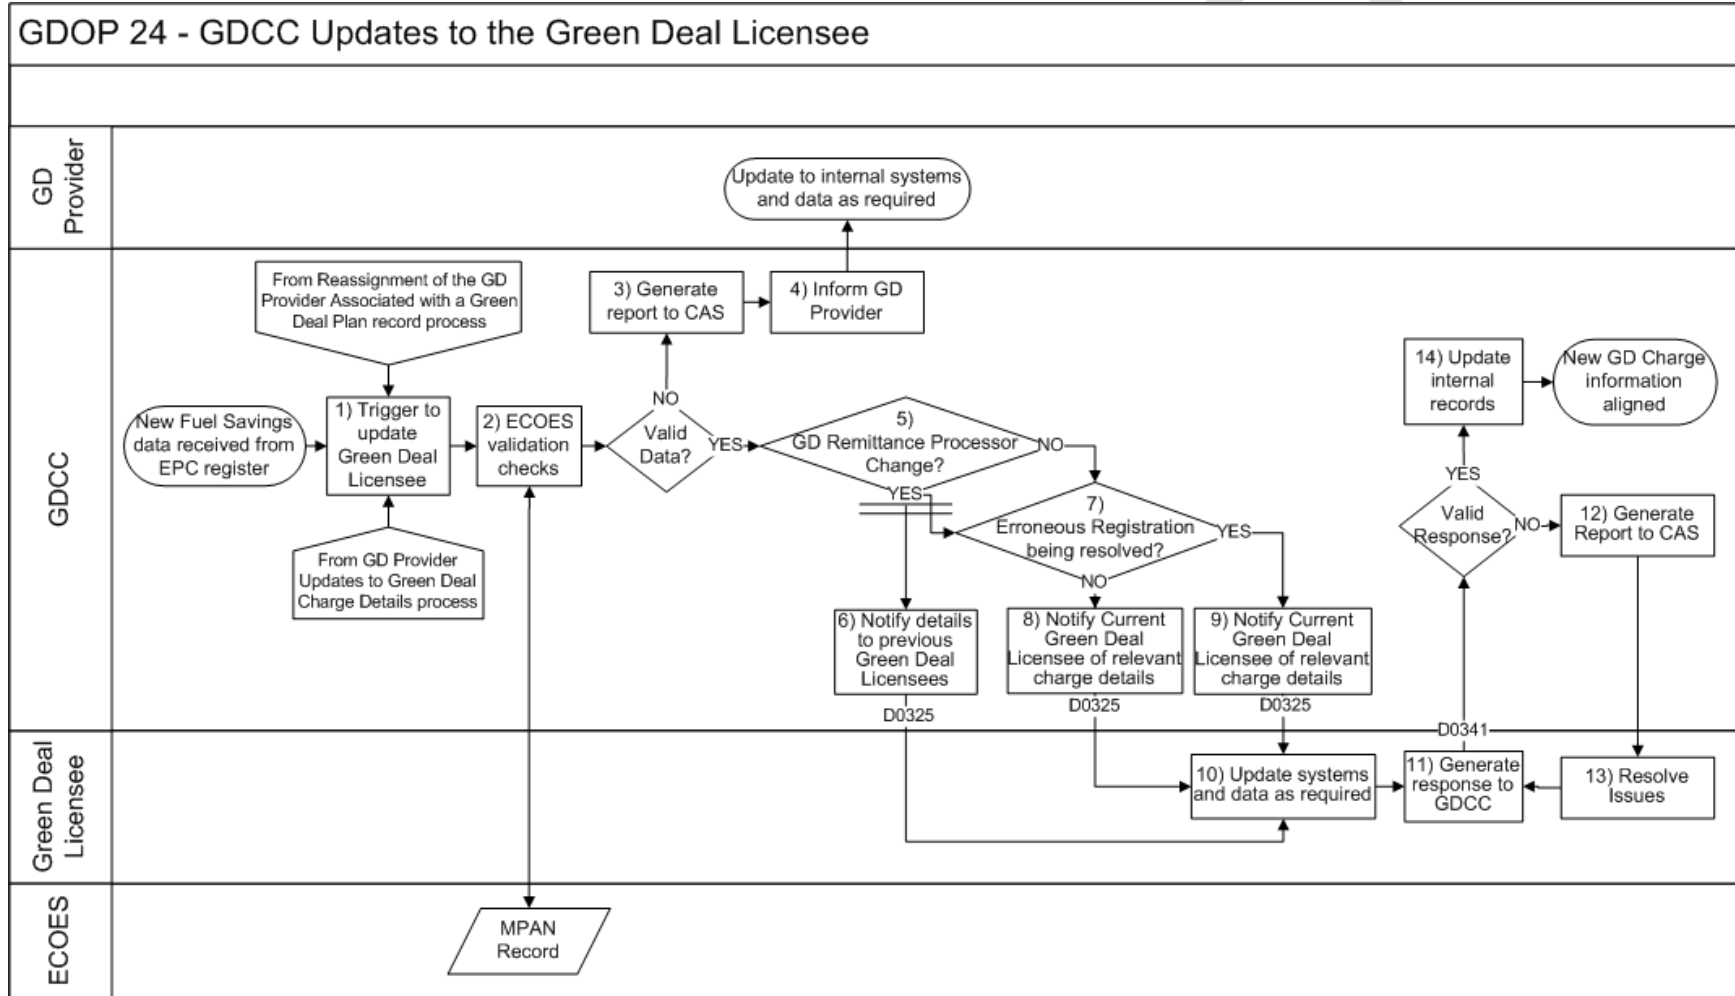 GDOP 24 - GDCC Updates to the Green Deal Licensee
GD
Provider
Update to internal systems
and data as required
GDCC
From Reassignment of the GD
Provider Associated with a Green
Deal Plan record process
3) Generate
report to CAS
4) Inform GD
Provider
New Fuel Savings
data received from
EPC register
1) Trigger to
update
Green Deal
Licensee
2) ECOES
validation
checks
NO
Valid
Data?
YES
5)
GD Remittance Processor
Change?
NO
YES
7)
Erroneous Registration
being resolved?
YES
NO
From GD Provider
Updates to Green Deal
Charge Details process
6) Notify details
to previous
Green Deal
Licensees
8) Notify Current
Green Deal
Licensee of relevant
charge details
9) Notify Current
Green Deal
Licensee of relevant
charge details
D0325
D0325
D0325
14) Update
internal
records
New GD Charge
information
aligned
YES
Valid
Response?
NO
12) Generate
Report to CAS
D0341
Green Deal
Licensee
10) Update systems
and data as required
11) Generate
response to
GDCC
13) Resolve
Issues
ECOES
MPAN
Record